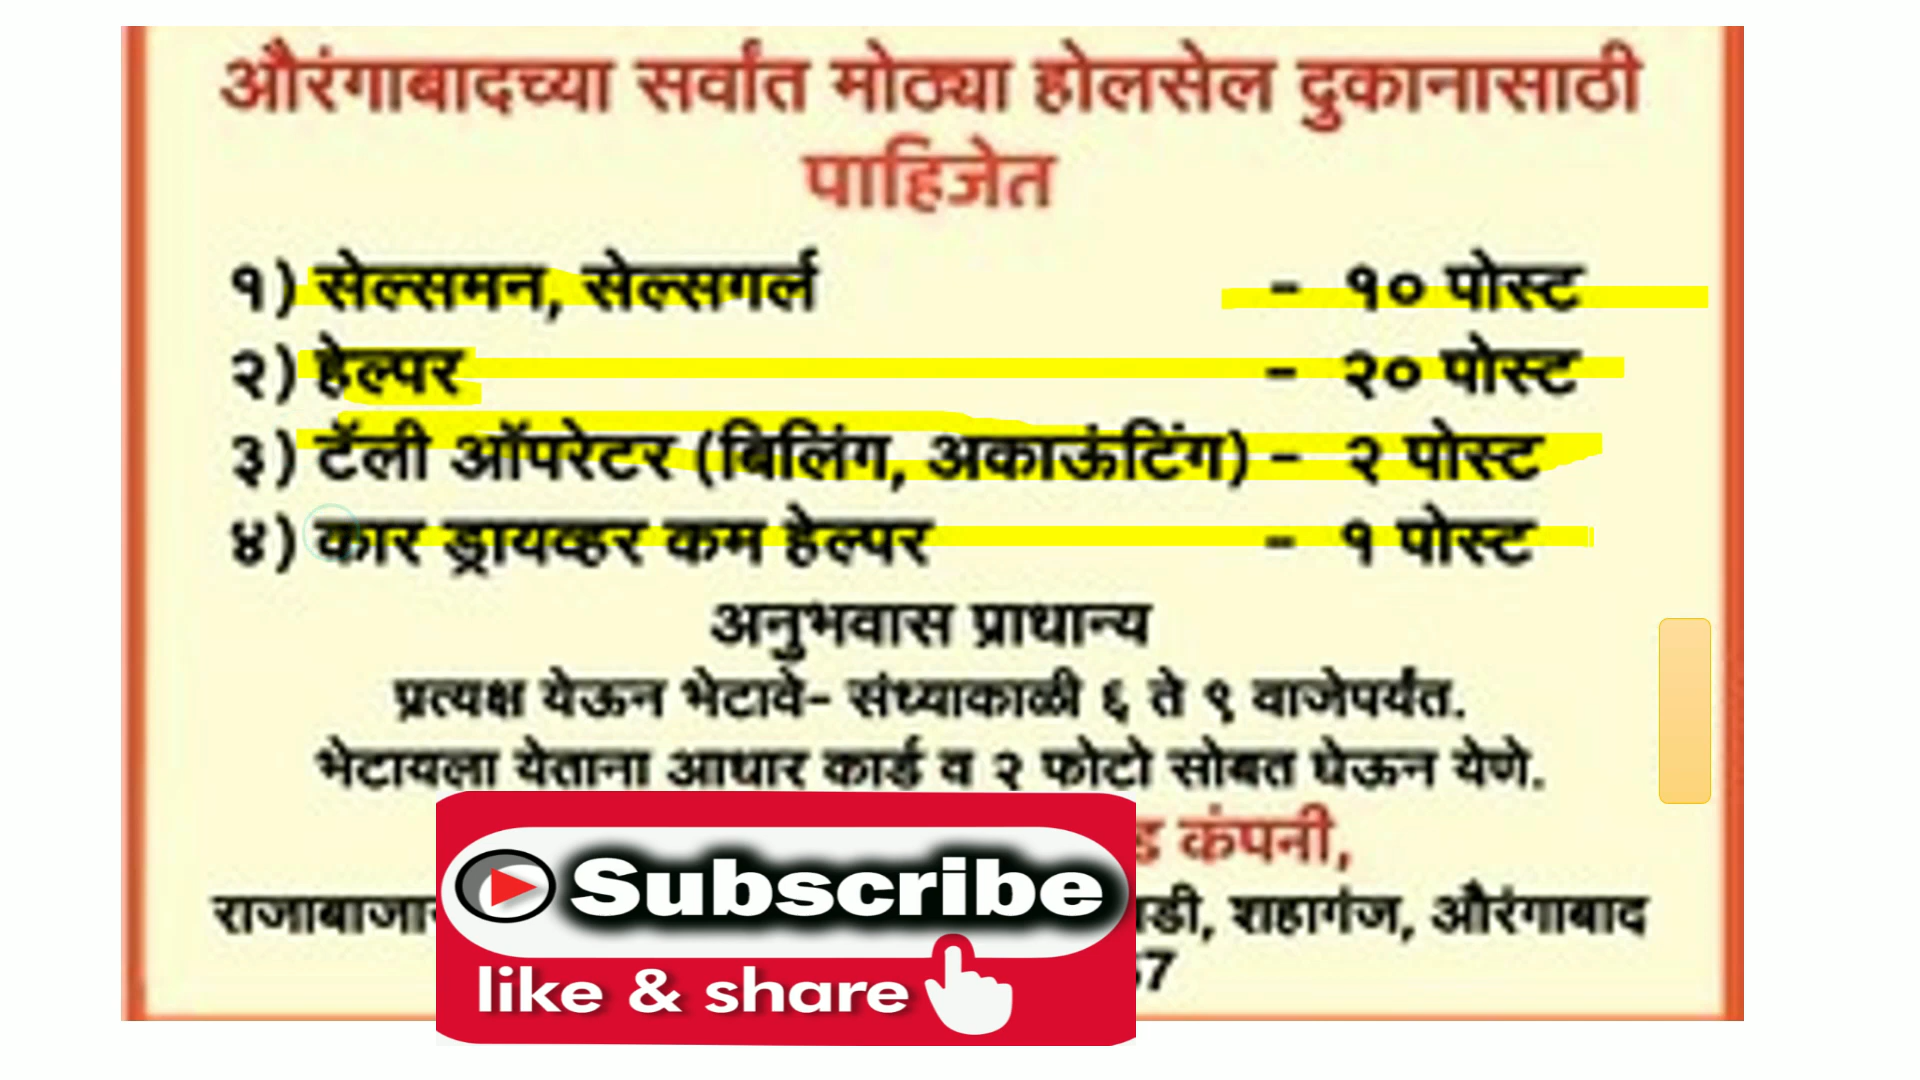 औरंगाबादच्या सर्वांत मोठ्या होलसेल दुकानासाठी
पाहिजेत
१) सेल्समन, सेल्सगर्ल - १० पोस्ट
२) हेल्पर - २० पोस्ट
३) टॅली ऑपरेटर (बिलिंग, अकाऊंटिंग) - २ पोस्ट
४) कार ड्रायव्हर कम हेल्पर - १ पोस्ट
अनुभवास प्राधान्य
प्रत्यक्ष येऊन भेटावे- संध्याकाळी ६ ते ९ वाजेपर्यंत.
भेटायला येताना आधार कार्ड व २ फोटो सोबत घेऊन येणे.
कंपनी,
शहागंज, औरंगाबाद
Subscribe
like & share